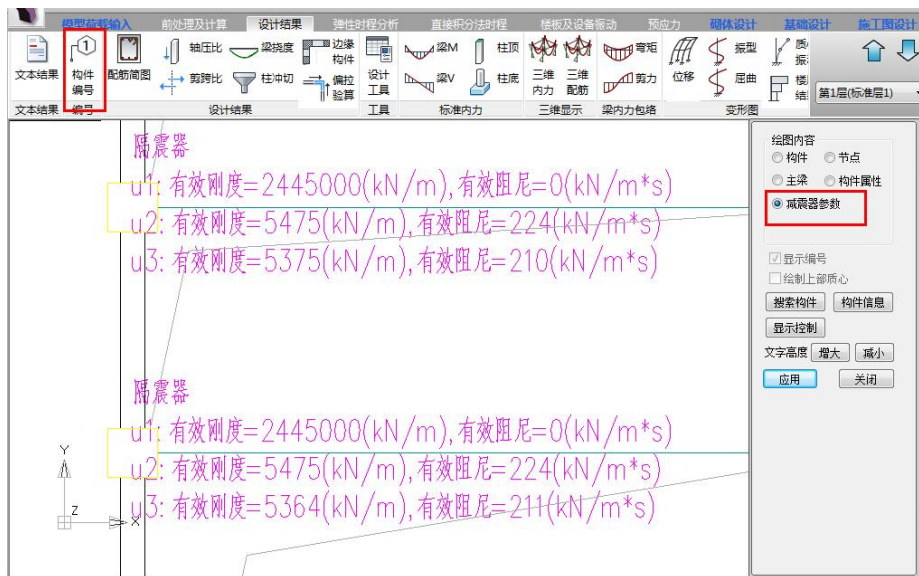 模型荷载输入 前处理及计算 设计结果 弹性时程分析 直接积分法时程 楼板及设备振动 预应力 砌体设计 基础设计 施工图设计
文本结果 构件编号 配筋简图 轴压比 梁挠度 边缘构件 设计工具 梁M 柱顶 三维内力 三维配筋 弯矩 位移 振型
剪跨比 柱冲切 偏拉验算 梁V 柱底 剪力 屈曲
第1层(标准层1)
文本结果 编号 设计结果 工具 标准内力 三维显示 梁内力包络 变形图
隔震器
u1: 有效刚度=2445000(kN/m),有效阻尼=0(kN/m*s)
u2: 有效刚度=5475(kN/m),有效阻尼=224(kN/m*s)
u3: 有效刚度=5375(kN/m),有效阻尼=210(kN/m*s)
隔震器
u1: 有效刚度=2445000(kN/m),有效阻尼=0(kN/m*s)
u2: 有效刚度=5475(kN/m),有效阻尼=224(kN/m*s)
u3: 有效刚度=5364(kN/m),有效阻尼=211(kN/m*s)
Y
Z
X
绘图内容
构件 节点
主梁 构件属性
减震器参数
显示编号
绘制上部质心
搜索构件 构件信息
显示控制
文字高度 增大 减小
应用 关闭